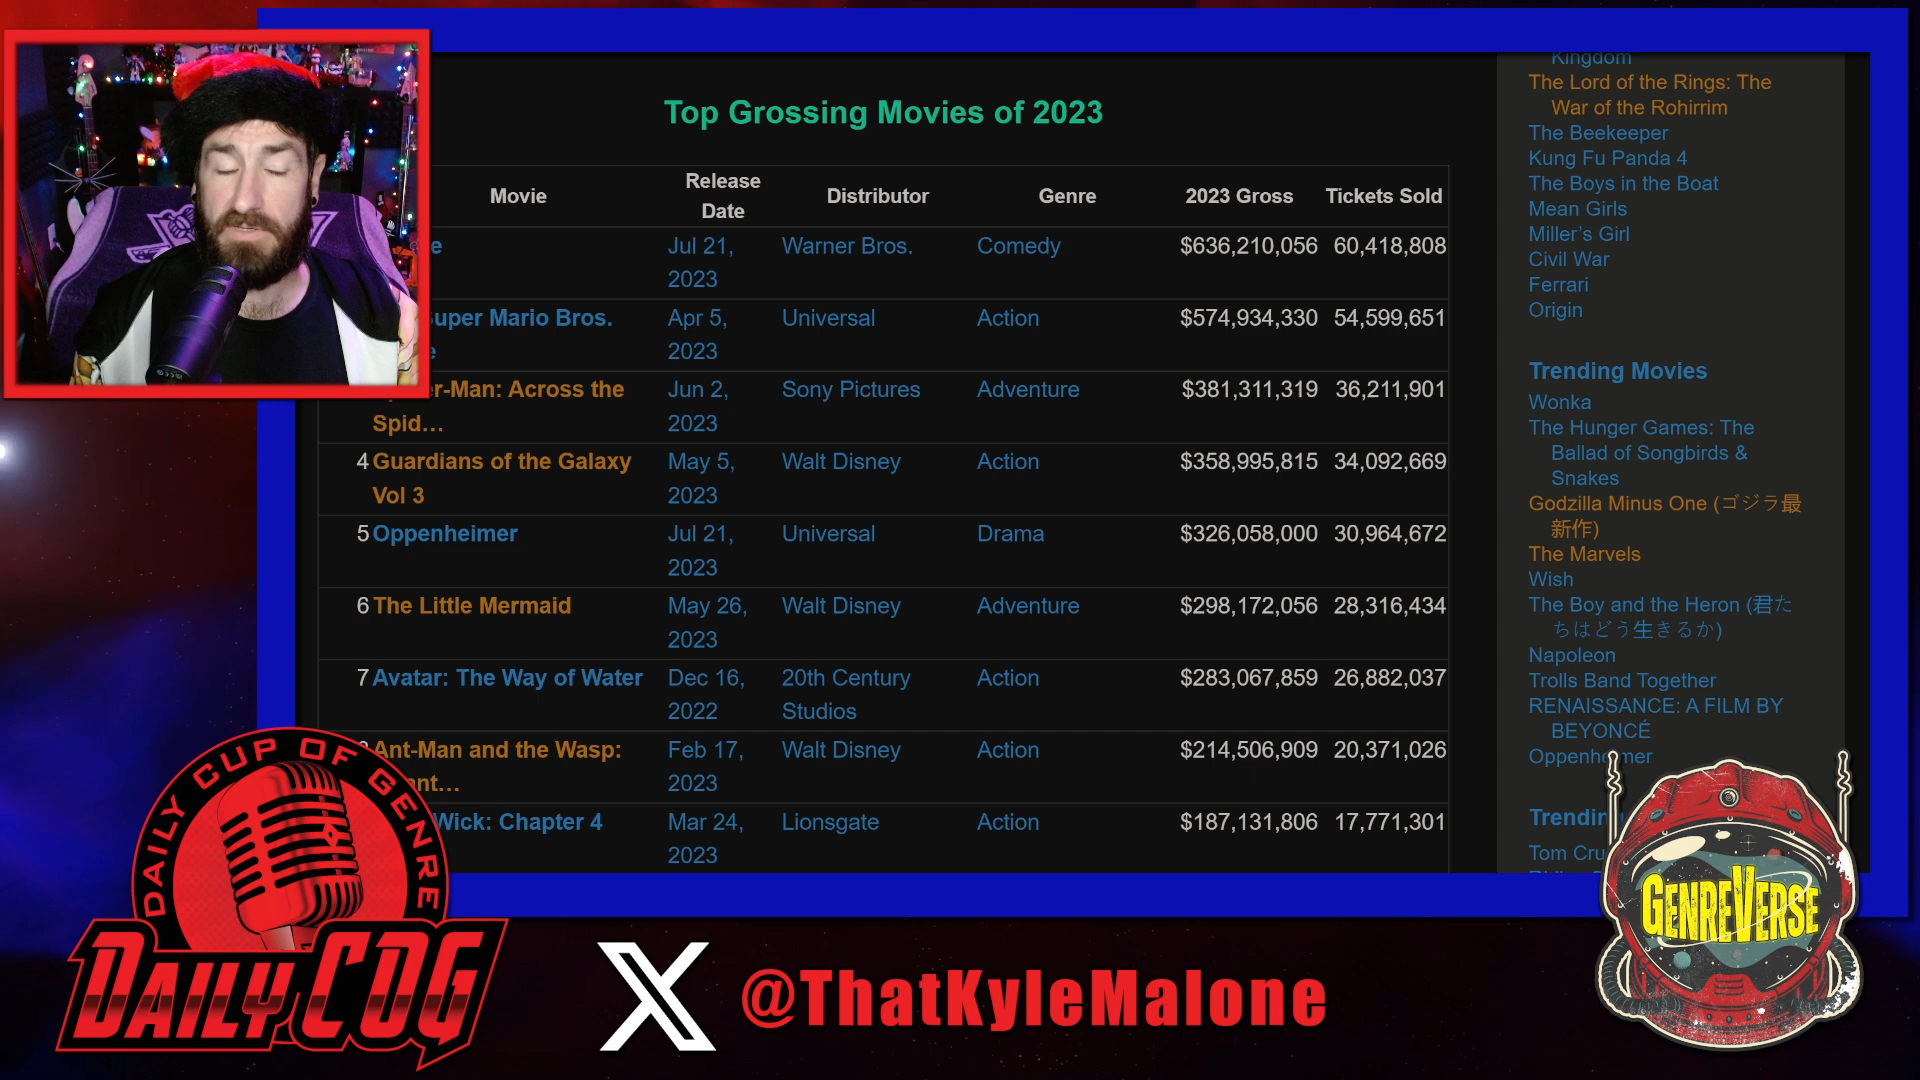 Top Grossing Movies of 2023
Movie
Release
Date
Distributor
Genre
2023 Gross
Tickets Sold
e
Jul 21,
2023
Warner Bros.
Comedy
$636,210,056
60,418,808
Super Mario Bros.
e
Apr 5,
2023
Universal
Action
$574,934,330
54,599,651
er-Man: Across the
Spid…
Jun 2,
2023
Sony Pictures
Adventure
$381,311,319
36,211,901
4
Guardians of the Galaxy
Vol 3
May 5,
2023
Walt Disney
Action
$358,995,815
34,092,669
5
Oppenheimer
Jul 21,
2023
Universal
Drama
$326,058,000
30,964,672
6
The Little Mermaid
May 26,
2023
Walt Disney
Adventure
$298,172,056
28,316,434
7
Avatar: The Way of Water
Dec 16,
2022
20th Century
Studios
Action
$283,067,859
26,882,037
Ant-Man and the Wasp:
ant…
Feb 17,
2023
Walt Disney
Action
$214,506,909
20,371,026
Wick: Chapter 4
Mar 24,
2023
Lionsgate
Action
$187,131,806
17,771,301
Kingdom
The Lord of the Rings: The
War of the Rohirrim
The Beekeeper
Kung Fu Panda 4
The Boys in the Boat
Mean Girls
Miller's Girl
Civil War
Ferrari
Origin
Trending Movies
Wonka
The Hunger Games: The
Ballad of Songbirds &
Snakes
Godzilla Minus One (ゴジラ最
新作)
The Marvels
Wish
The Boy and the Heron (君た
ちはどう生きるか)
Napoleon
Trolls Band Together
RENAISSANCE: A FILM BY
BEYONCÉ
Oppenhe mer
Trendin
Tom Cru
DAILY CUP OF GENRE
DAILY COG
X @ThatKyleMalone
GENREVERSE